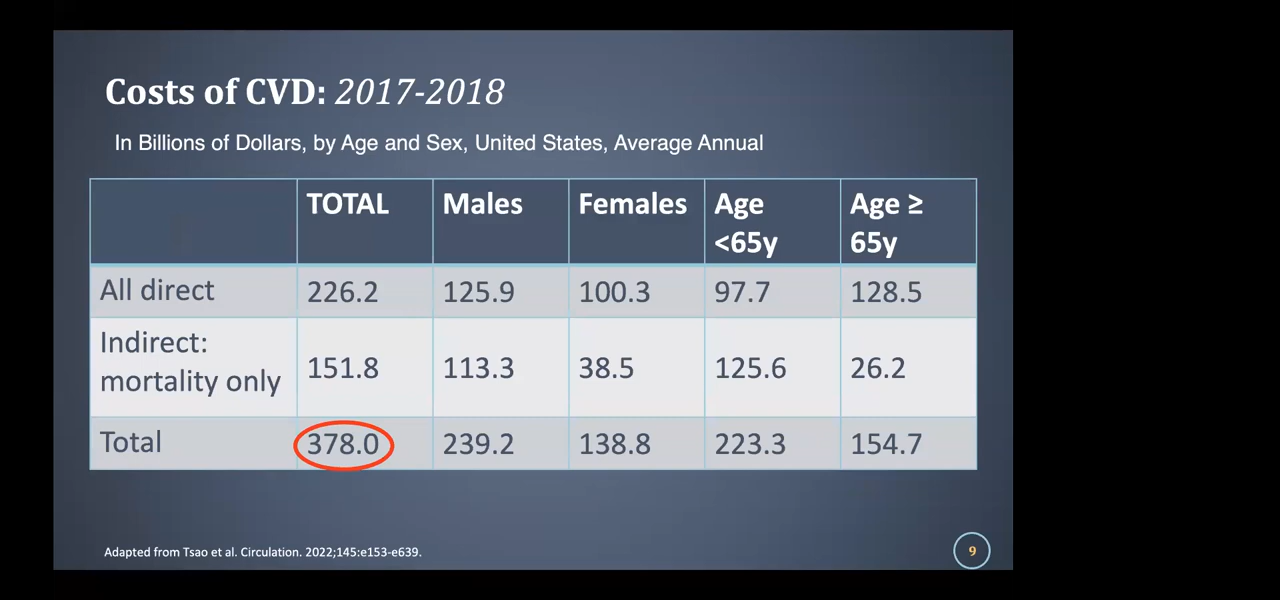 Costs of CVD: 2017-2018
In Billions of Dollars, by Age and Sex, United States, Average Annual
TOTAL Males Females Age <65y Age ≥ 65y
All direct 226.2 125.9 100.3 97.7 128.5
Indirect: mortality only 151.8 113.3 38.5 125.6 26.2
Total 378.0 239.2 138.8 223.3 154.7
Adapted from Tsao et al. Circulation. 2022;145:e153-e639.
9